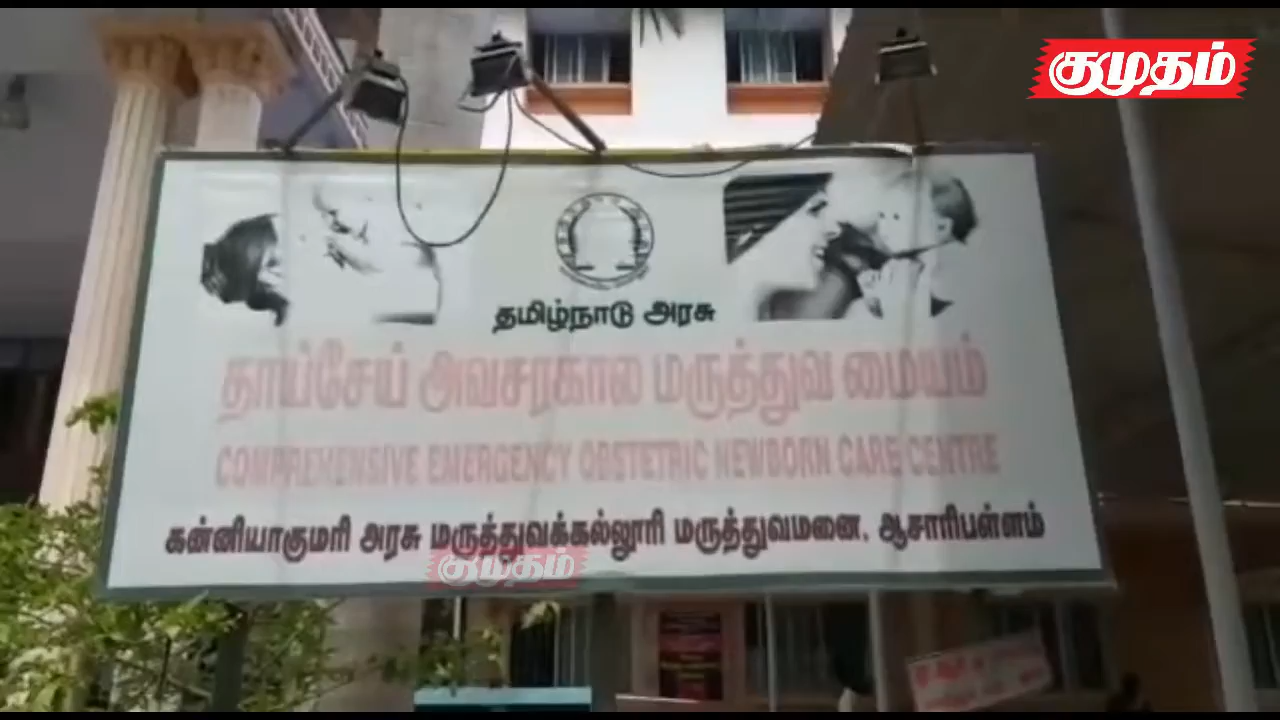 குமுதம்
தமிழ்நாடு அரசு
தாய்சேய் அவசரகால மருத்துவ மையம்
COMPREHENSIVE EMERGENCY OBSTETRIC NEWBORN CARE CENTRE
கன்னியாகுமரி அரசு மருத்துவக்கல்லூரி மருத்துவமனை, ஆசாரிபள்ளம்
குமுதம்